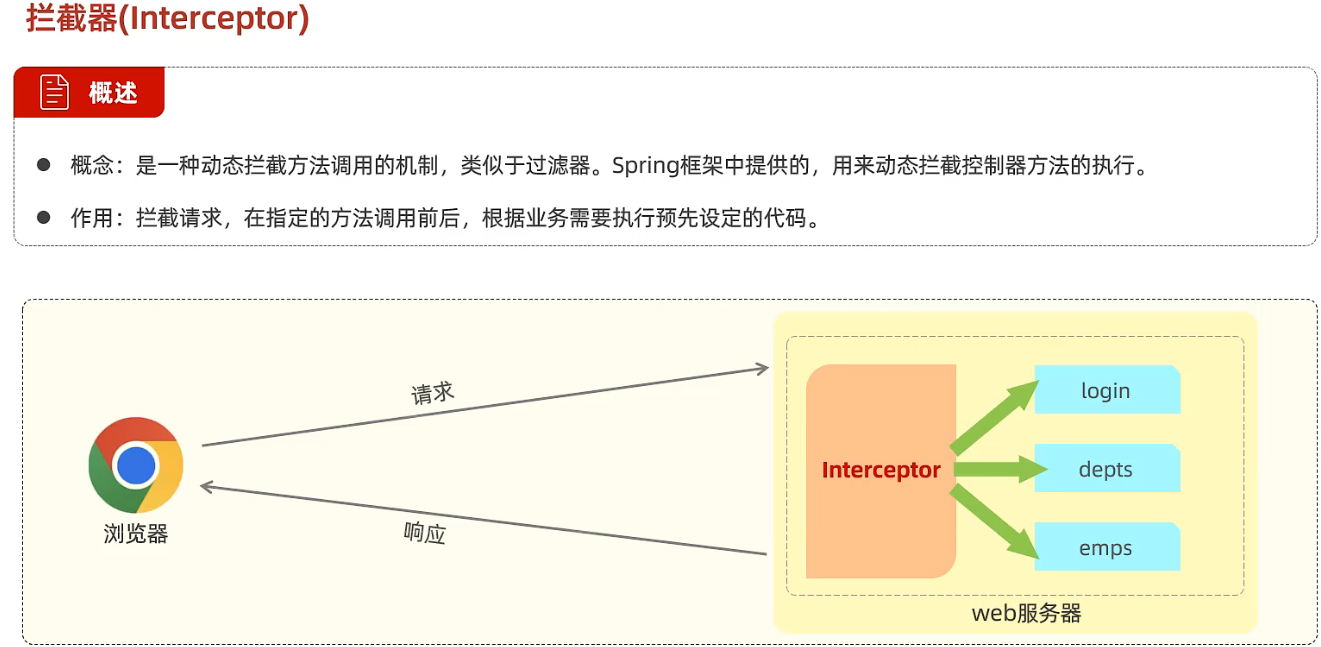 拦截器(Interceptor)
概述
● 概念：是一种动态拦截方法调用的机制，类似于过滤器。Spring框架中提供的，用来动态拦截控制器方法的执行。
● 作用：拦截请求，在指定的方法调用前后，根据业务需要执行预先设定的代码。
请求
login
Interceptor
depts
浏览器
响应
emps
web服务器